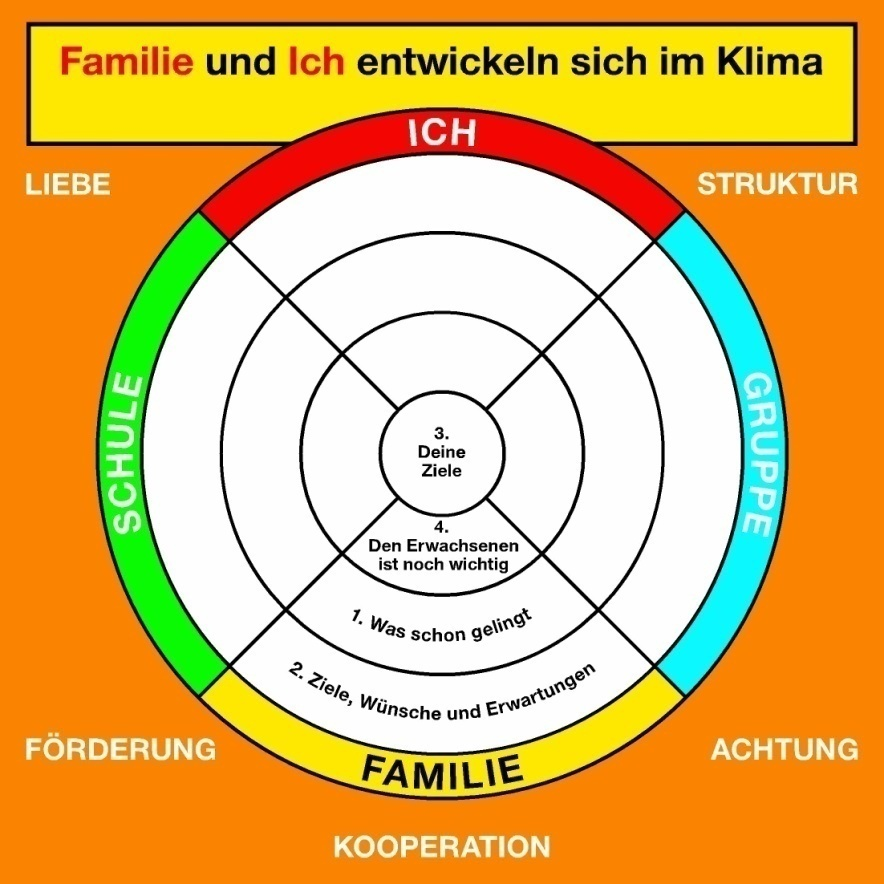 Familie und Ich entwickeln sich im Klima
ICH
LIEBE
STRUKTUR
SCHULE
GRUPPE
3.
Deine
Ziele
4.
Den Erwachsenen
ist noch wichtig
1. Was schon gelingt
2. Ziele, Wünsche und Erwartungen
FAMILIE
FÖRDERUNG
ACHTUNG
KOOPERATION